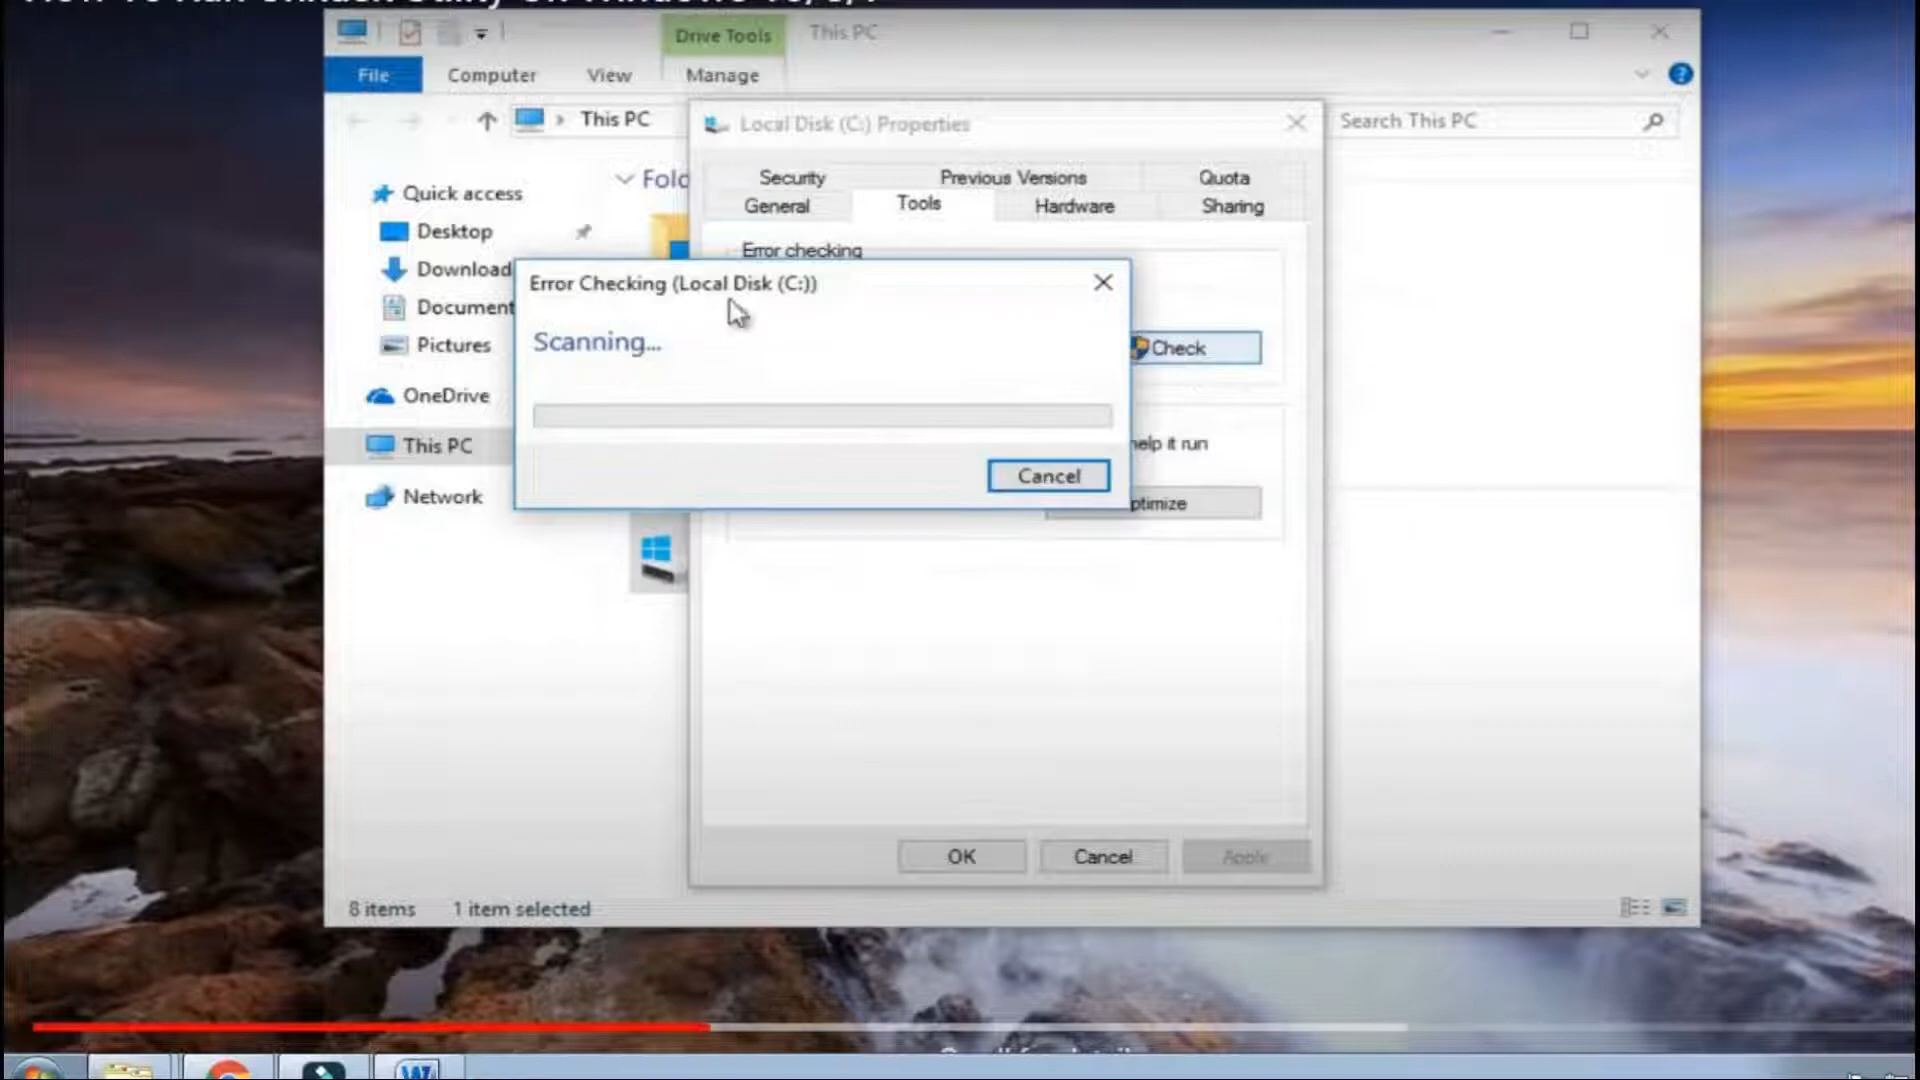 Drive Tools
This PC
File
Computer
View
Manage
This PC
Local Disk (C:) Properties
Search This PC
Security
Previous Versions
Quota
General
Tools
Hardware
Sharing
Quick access
Desktop
Download
Document
Pictures
OneDrive
This PC
Network
Error checking
Error Checking (Local Disk (C:))
Scanning...
Check
help it run
Cancel
ptimize
OK
Cancel
Apply
8 items
1 item selected